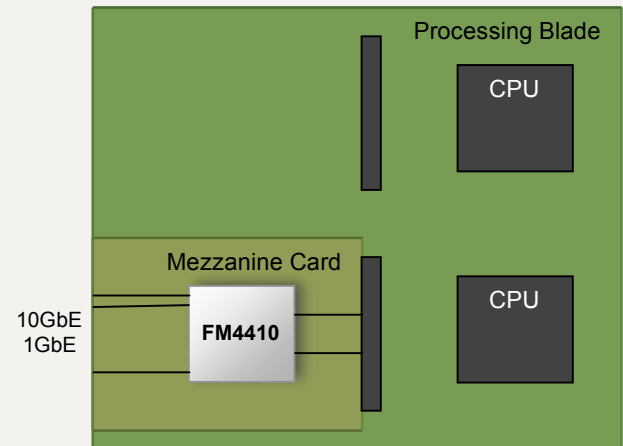 Processing Blade
CPU
Mezzanine Card
10GbE
1GbE
FM4410
CPU